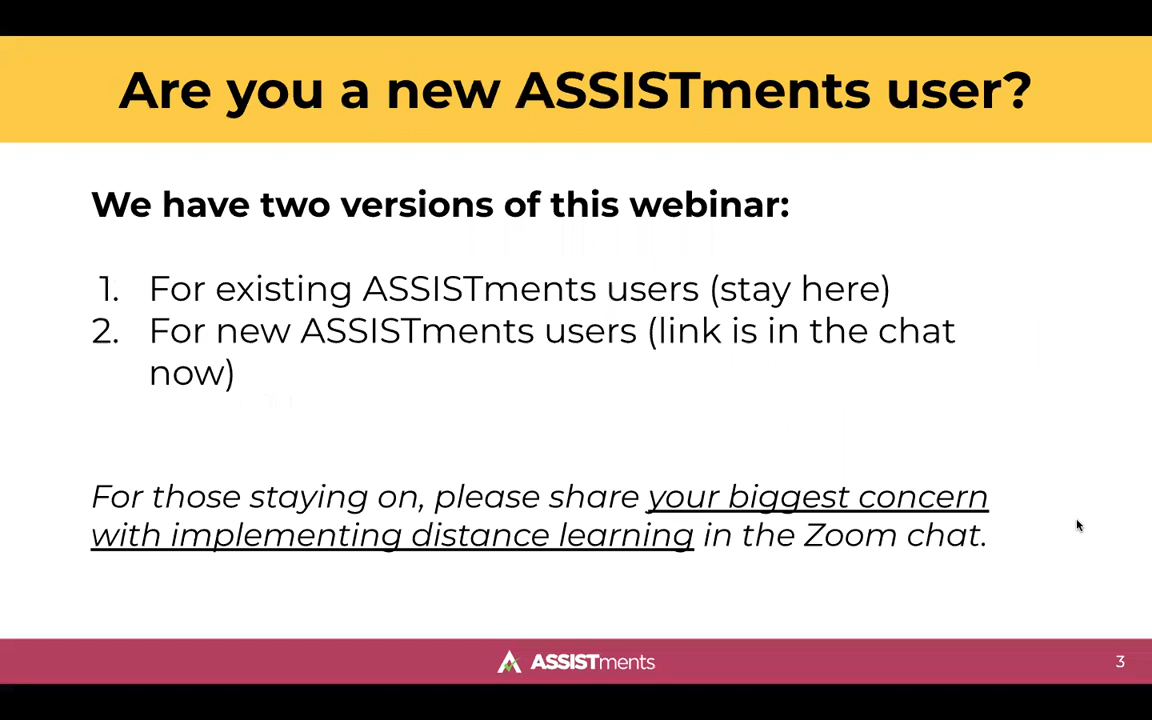 Are you a new ASSISTments user?
We have two versions of this webinar:
1. For existing ASSISTments users (stay here)
2. For new ASSISTments users (link is in the chat
now)
For those staying on, please share your biggest concern
with implementing distance learning in the Zoom chat.
ASSISTments
3